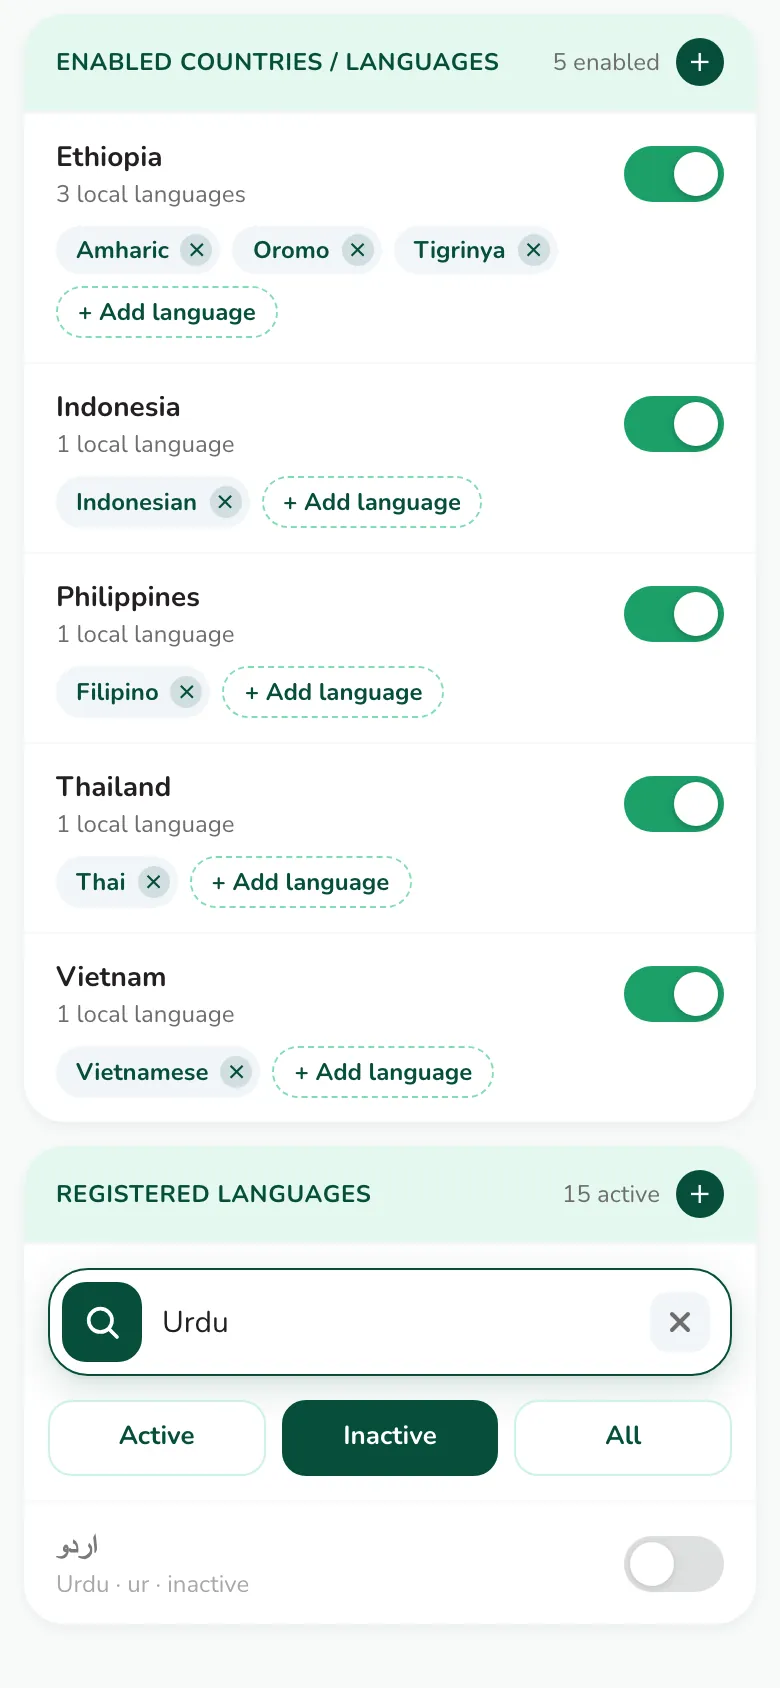 ENABLED COUNTRIES / LANGUAGES 5 enabled +
Ethiopia
3 local languages
Amharic ✕ Oromo ✕ Tigrinya ✕
+ Add language
Indonesia
1 local language
Indonesian ✕ + Add language
Philippines
1 local language
Filipino ✕ + Add language
Thailand
1 local language
Thai ✕ + Add language
Vietnam
1 local language
Vietnamese ✕ + Add language
REGISTERED LANGUAGES 15 active +
Urdu ✕
Active Inactive All
اردو
Urdu · ur · inactive